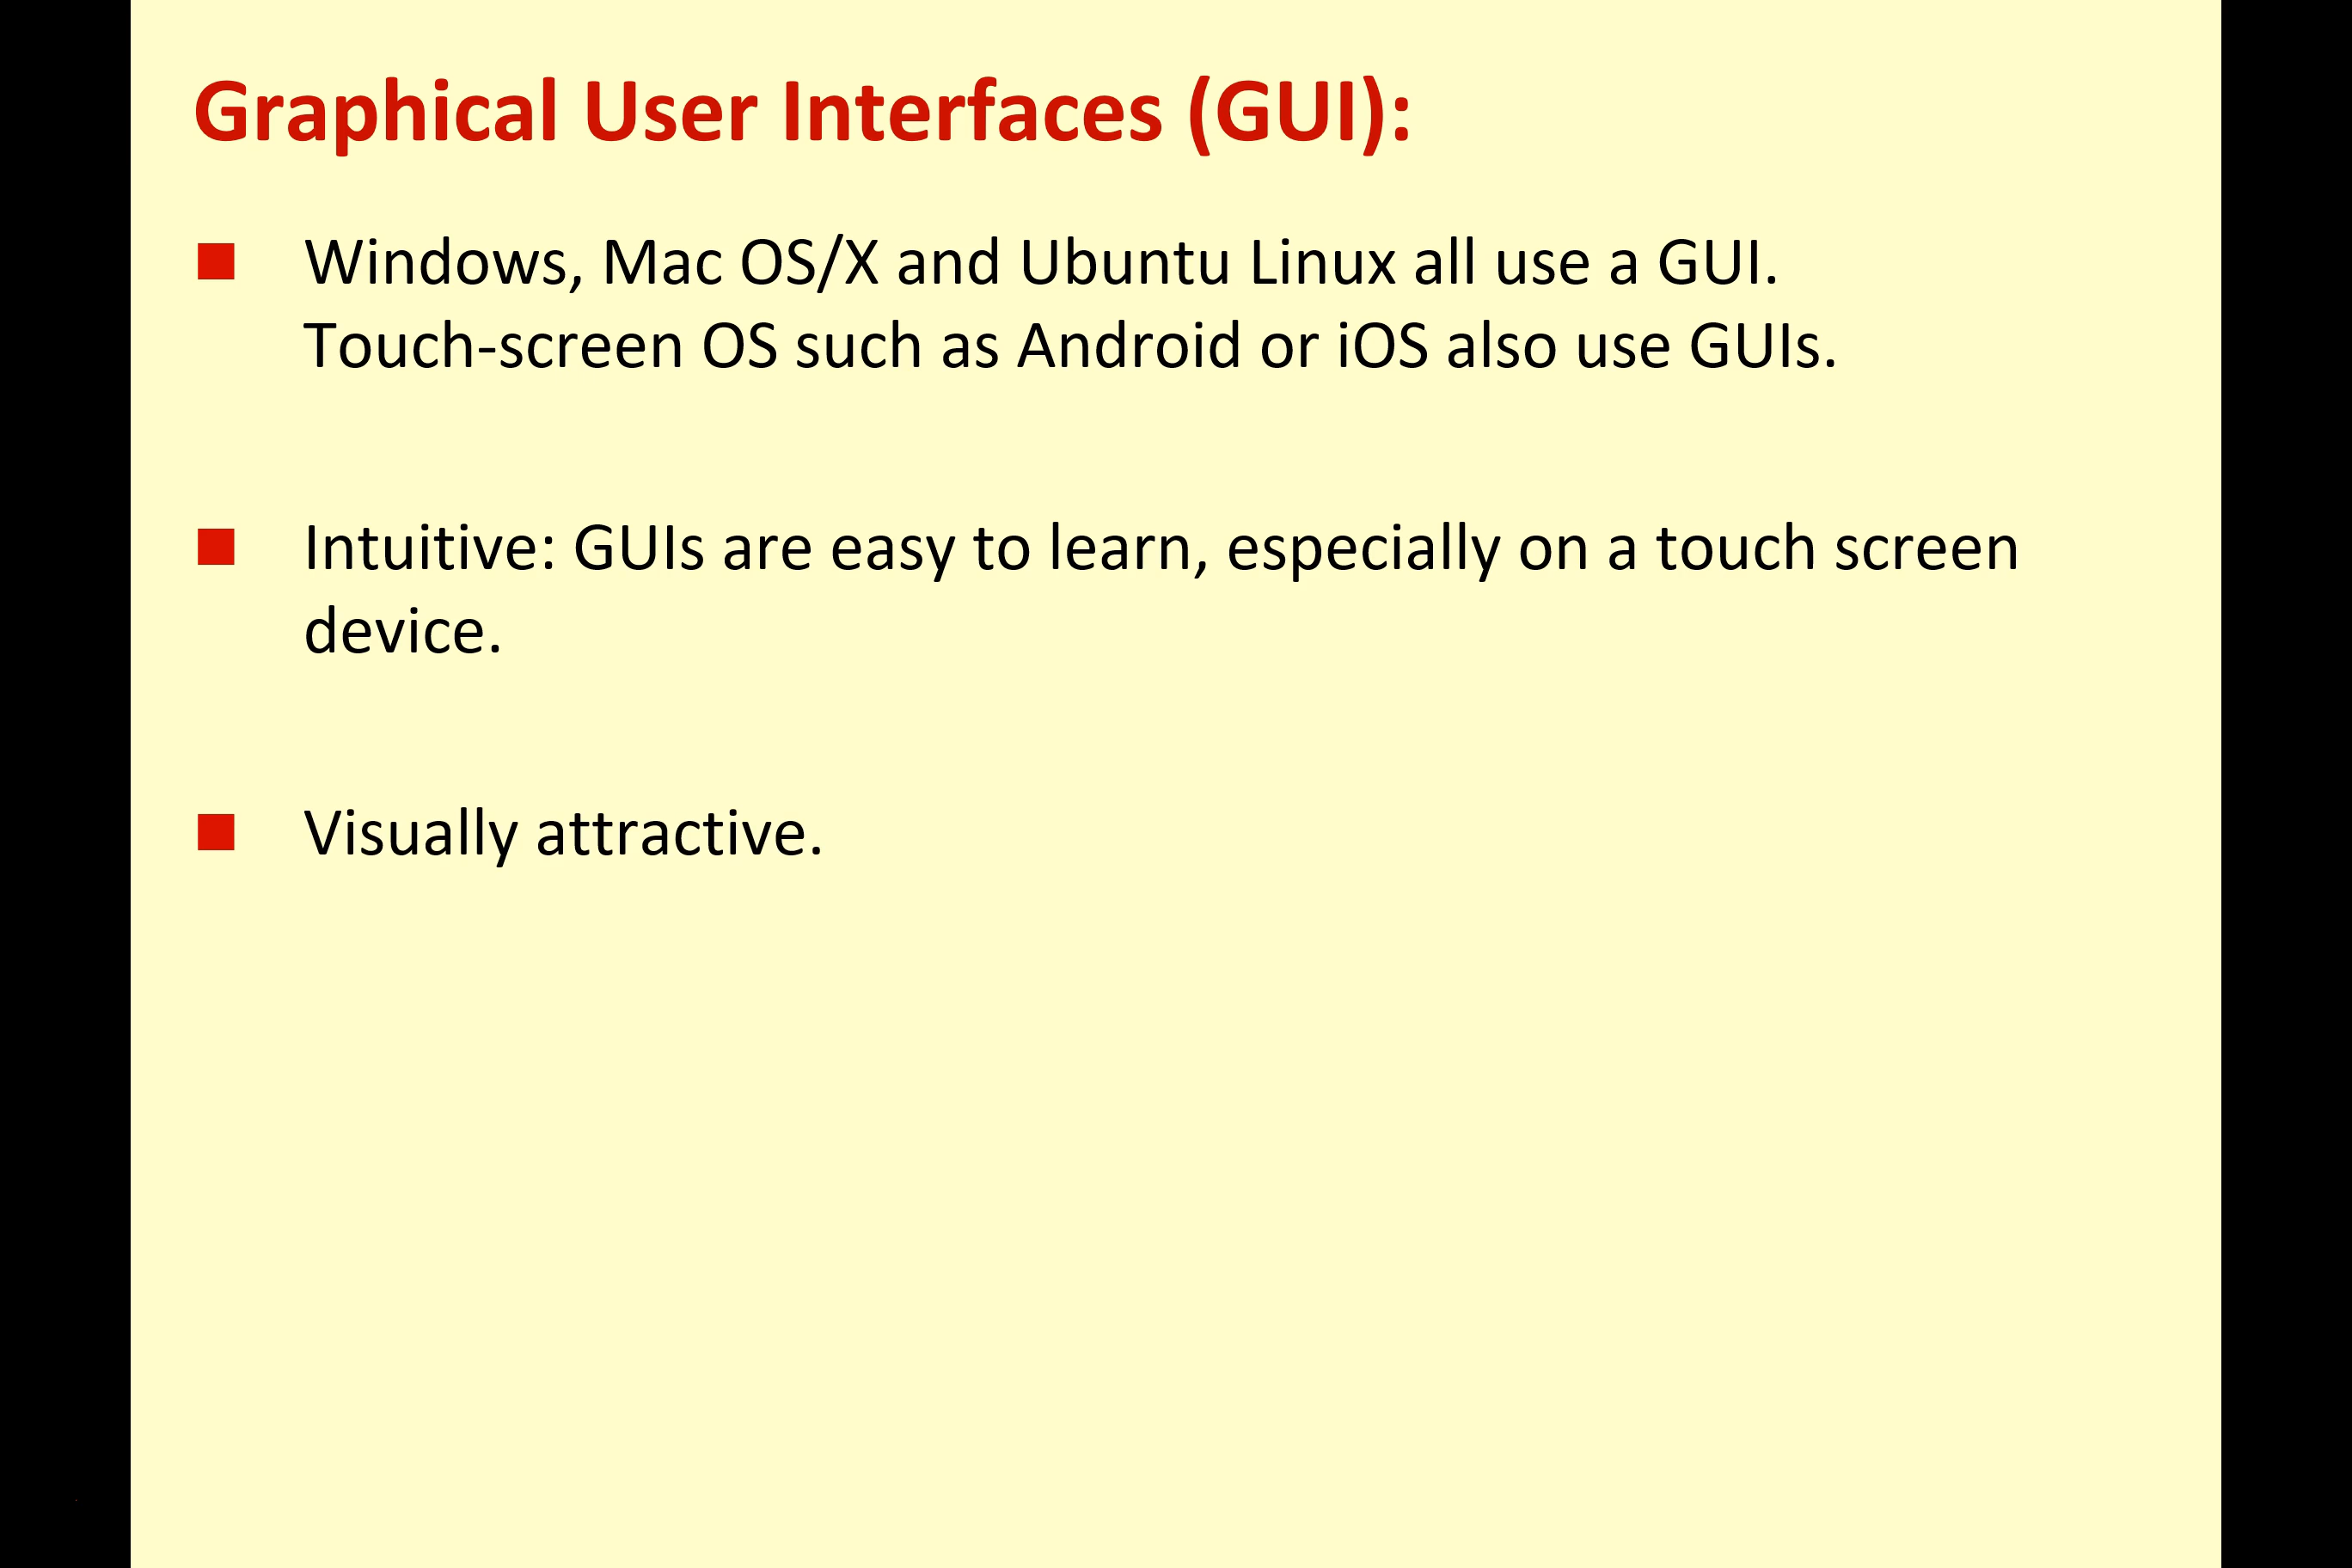 Graphical User Interfaces (GUI):
Windows, Mac OS/X and Ubuntu Linux all use a GUI.
Touch-screen OS such as Android or iOS also use GUIs.
Intuitive: GUIs are easy to learn, especially on a touch screen
device.
Visually attractive.